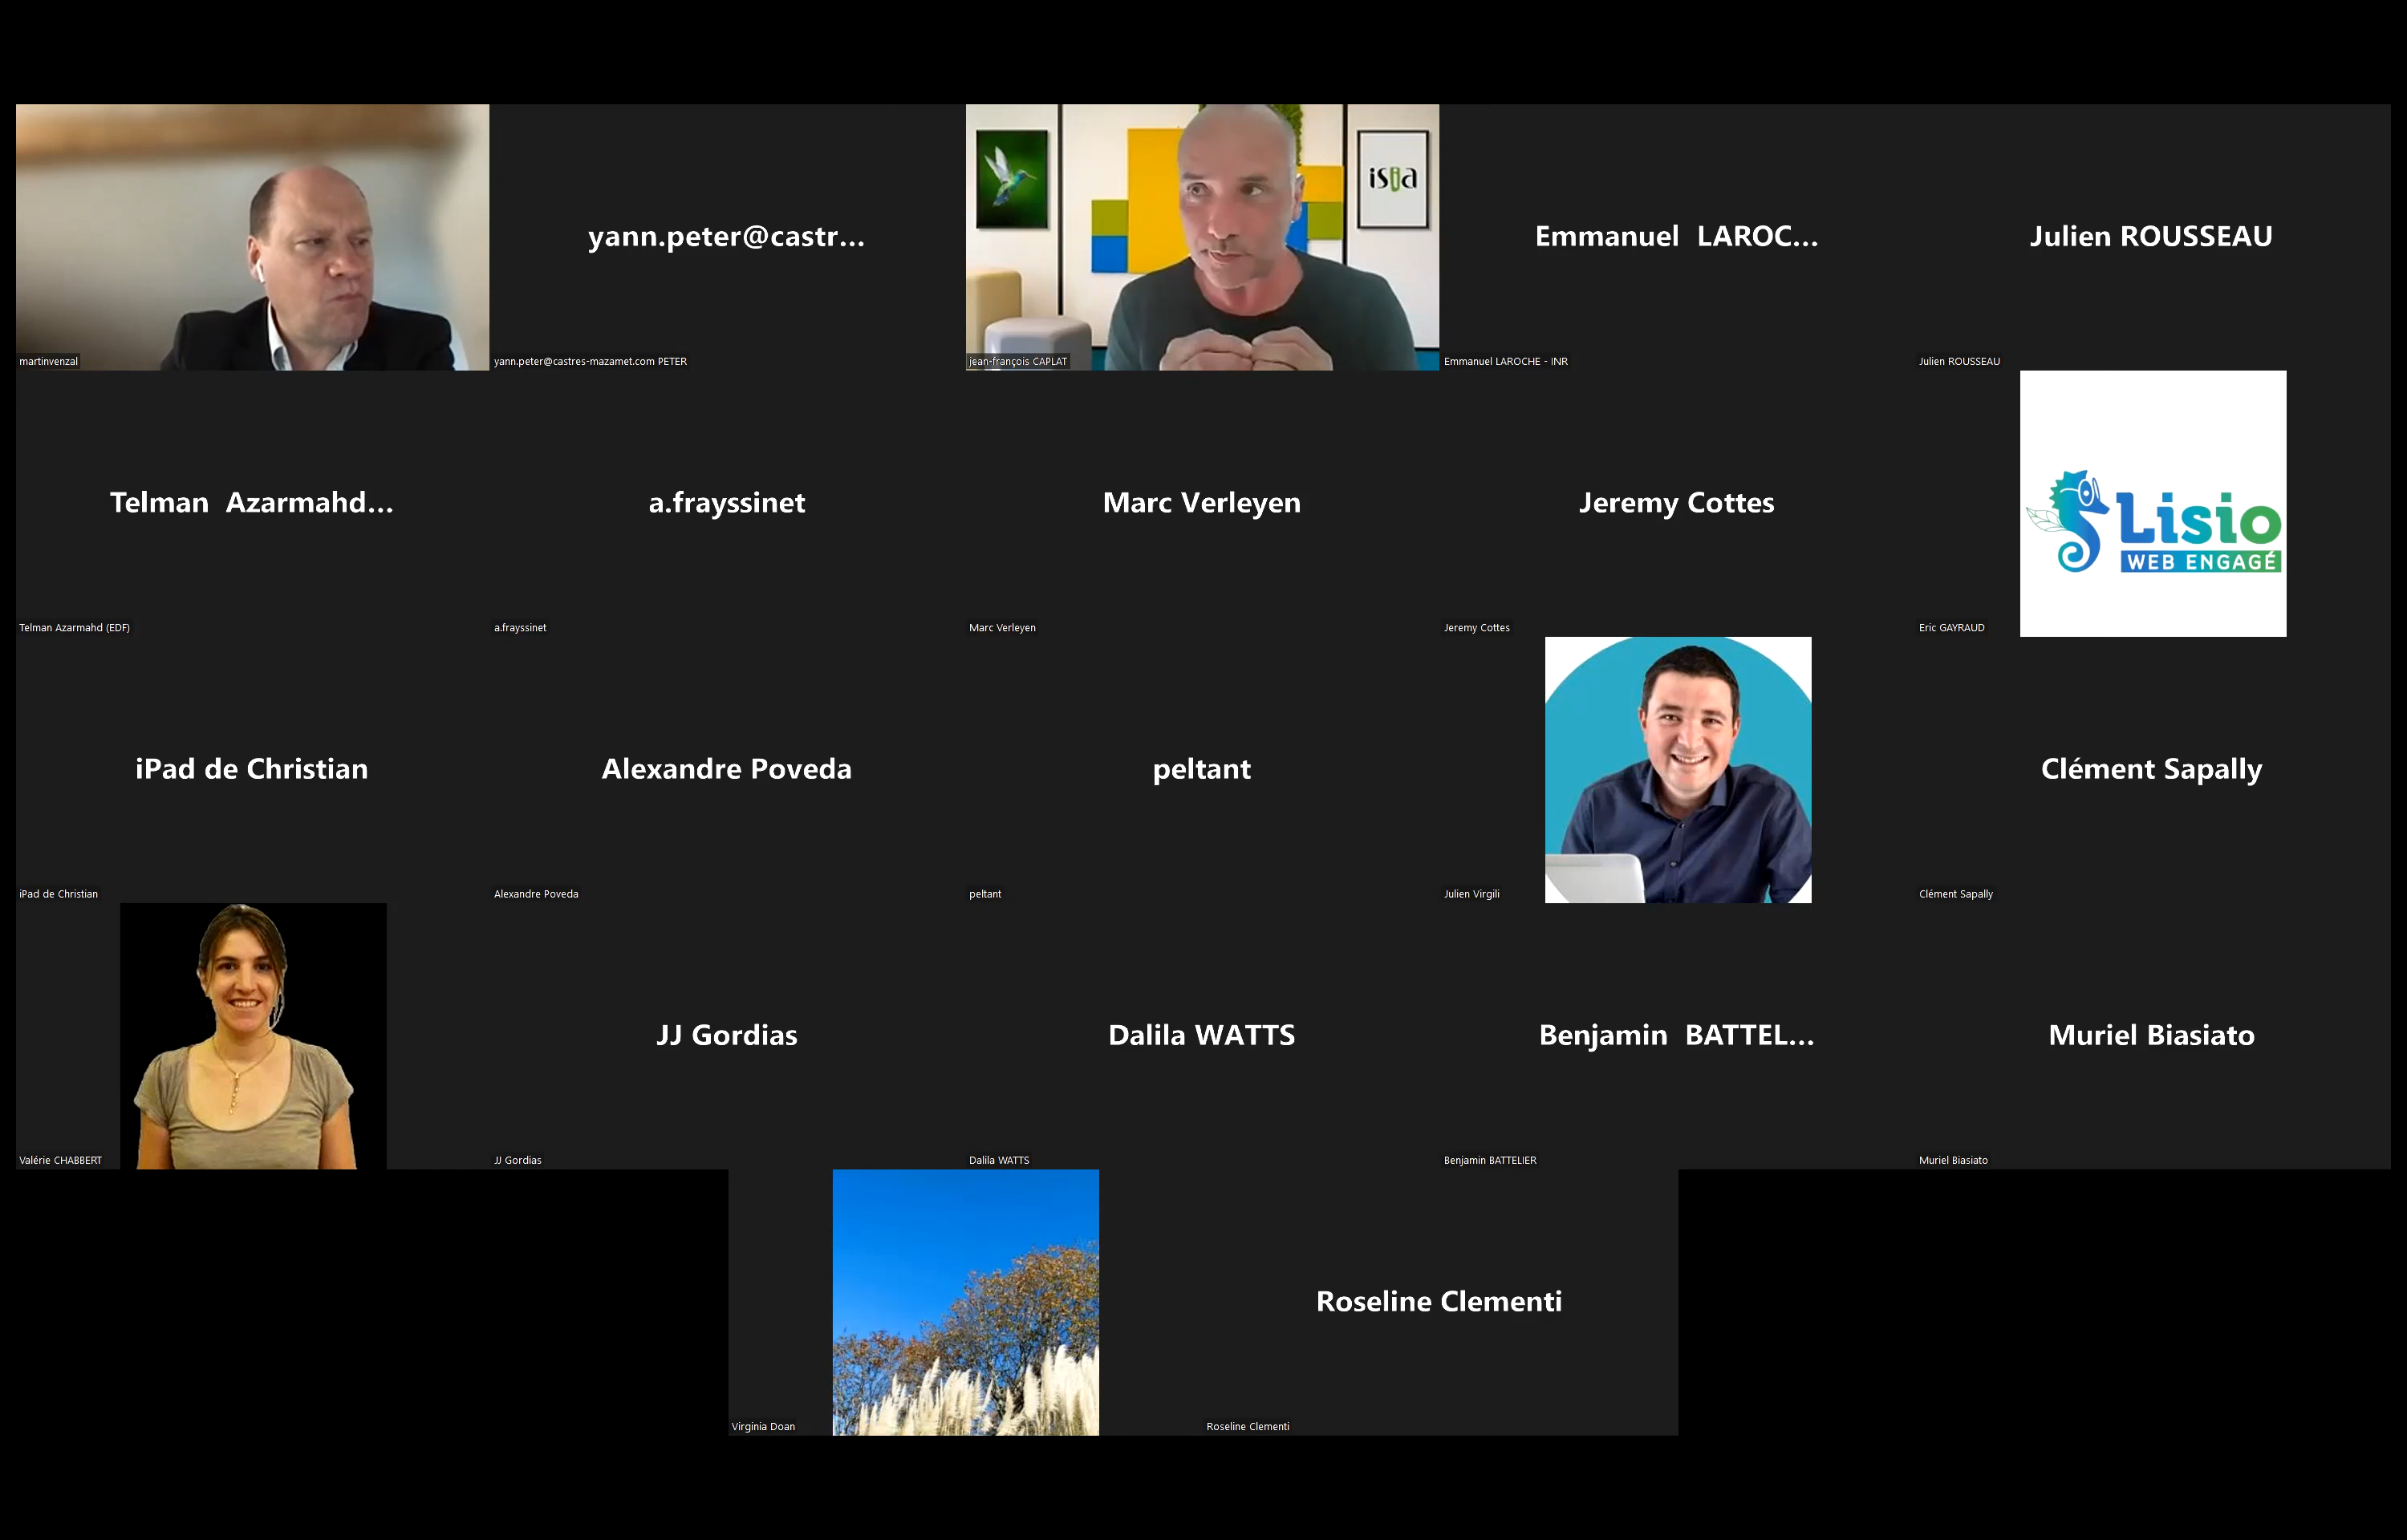 isia
martinvenzal
yann.peter@castr...
yann.peter@castres-mazamet.com PETER
jean-françois CAPLAT
Emmanuel LAROC...
Emmanuel LAROCHE - INR
Julien ROUSSEAU
Julien ROUSSEAU
Telman Azarmahd...
Telman Azarmahd (EDF)
a.frayssinet
a.frayssinet
Marc Verleyen
Marc Verleyen
Jeremy Cottes
Jeremy Cottes
Lisio
WEB ENGAGÉ
Eric GAYRAUD
iPad de Christian
iPad de Christian
Alexandre Poveda
Alexandre Poveda
peltant
peltant
Julien Virgili
Clément Sapally
Clément Sapally
Valérie CHABBERT
JJ Gordias
JJ Gordias
Dalila WATTS
Dalila WATTS
Benjamin BATTEL...
Benjamin BATTELIER
Muriel Biasiato
Muriel Biasiato
Virginia Doan
Roseline Clementi
Roseline Clementi